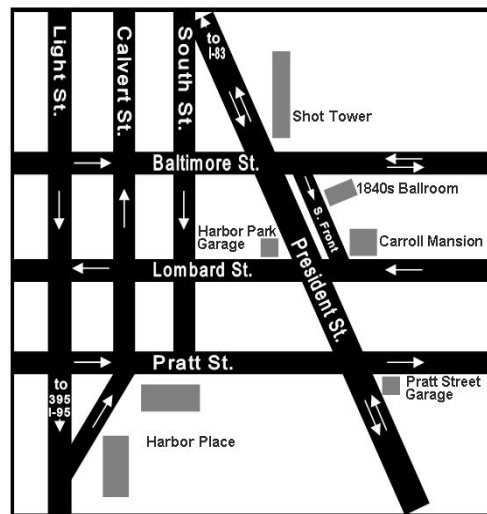 Light St.
Calvert St.
South St.
to
I-83
Shot Tower
Baltimore St.
1840s Ballroom
S. Front
Harbor Park
Garage
Carroll Mansion
Lombard St.
President St.
Pratt St.
to
395
I-95
Pratt Street
Garage
Harbor Place